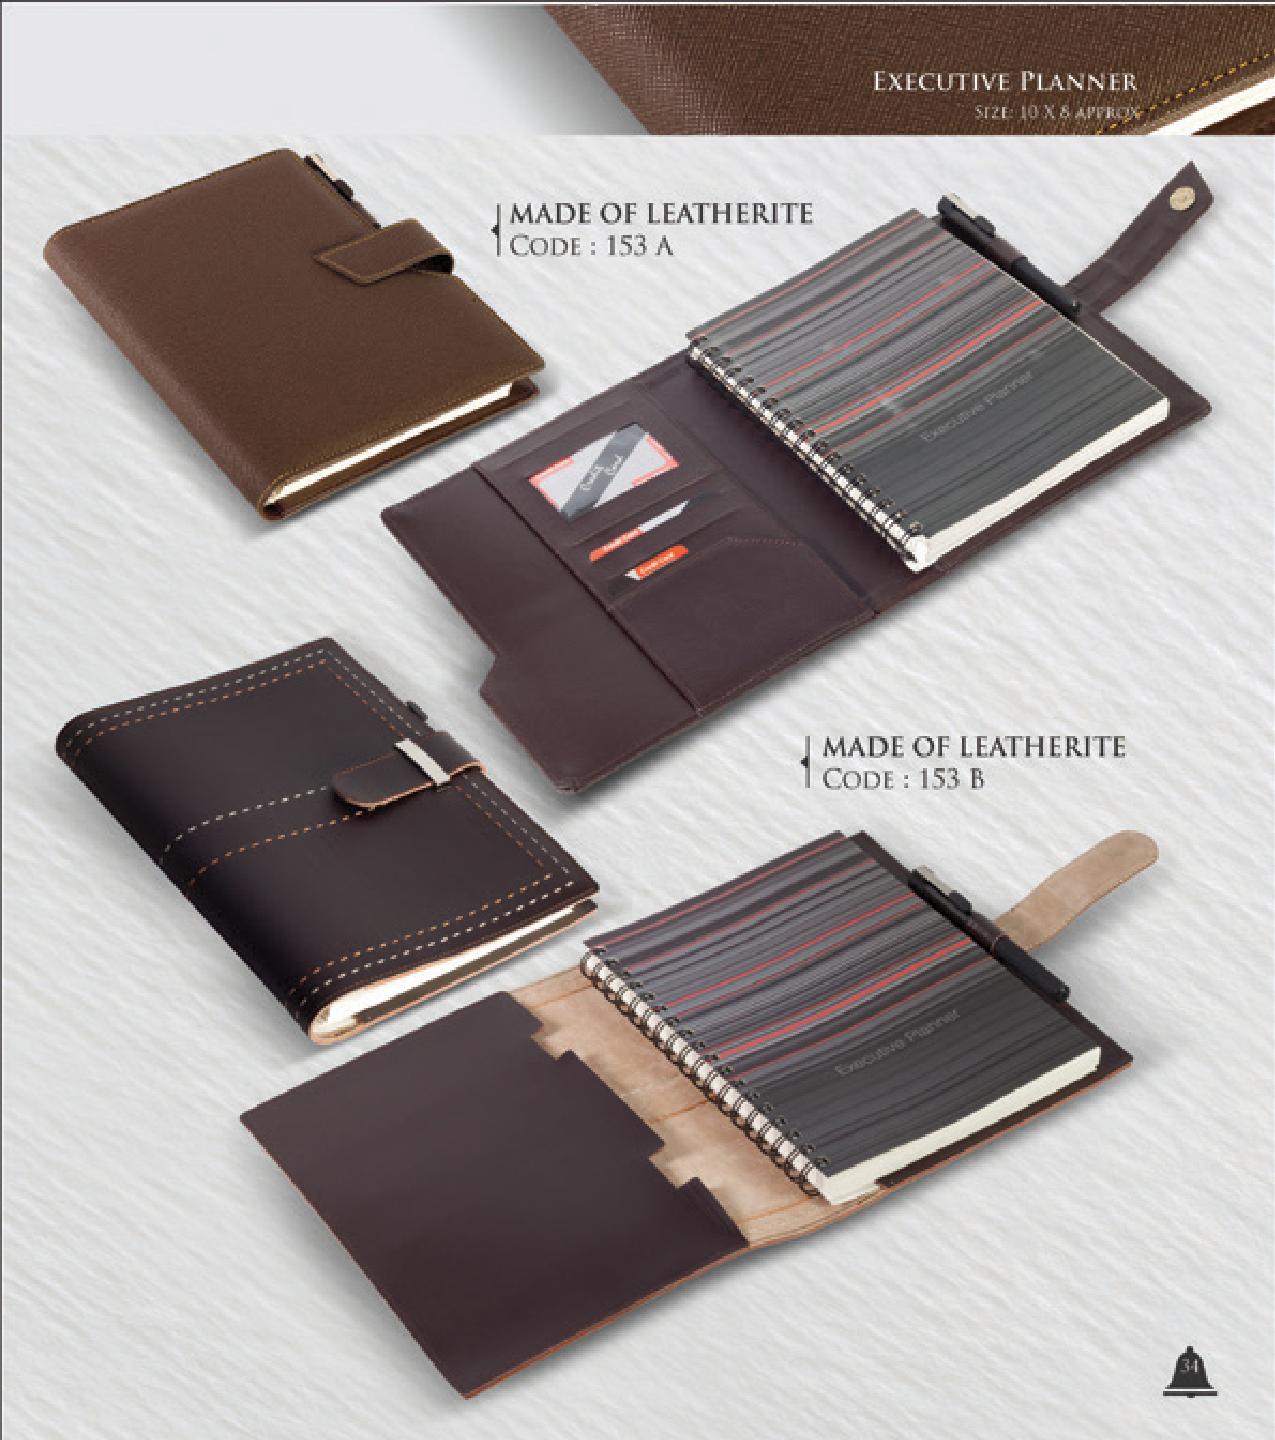 EXECUTIVE PLANNER
SIZE: 10 X 8 APPROX
MADE OF LEATHERITE
CODE : 153 A
Executive Planner
MADE OF LEATHERITE
CODE : 153 B
Executive Planner
34